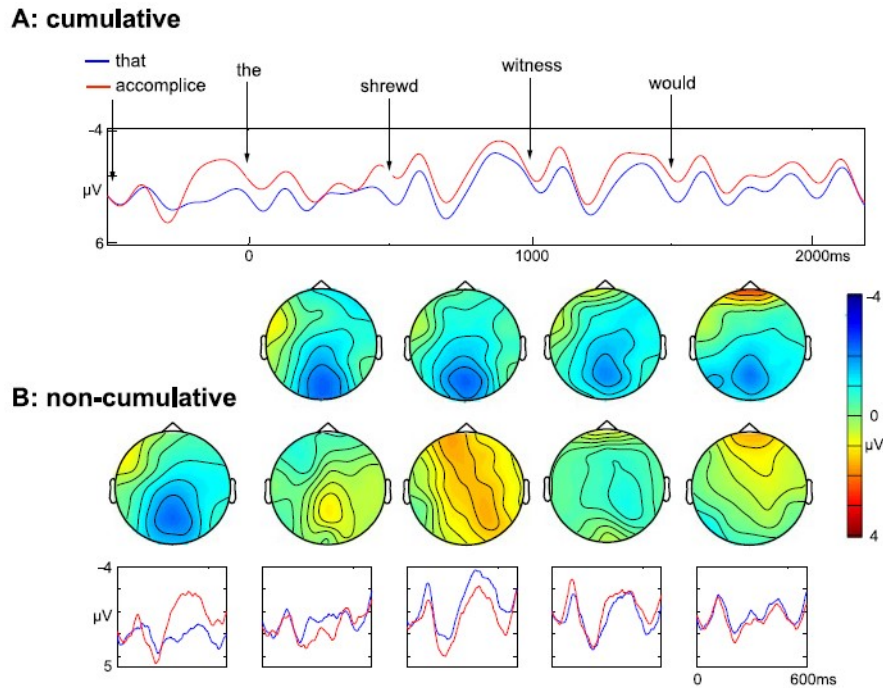 A: cumulative
that
accomplice
the
shrewd
witness
would
-4
µV
6
0
1000
2000ms
-4
0
µV
4
B: non-cumulative
-4
µV
5
0
600ms